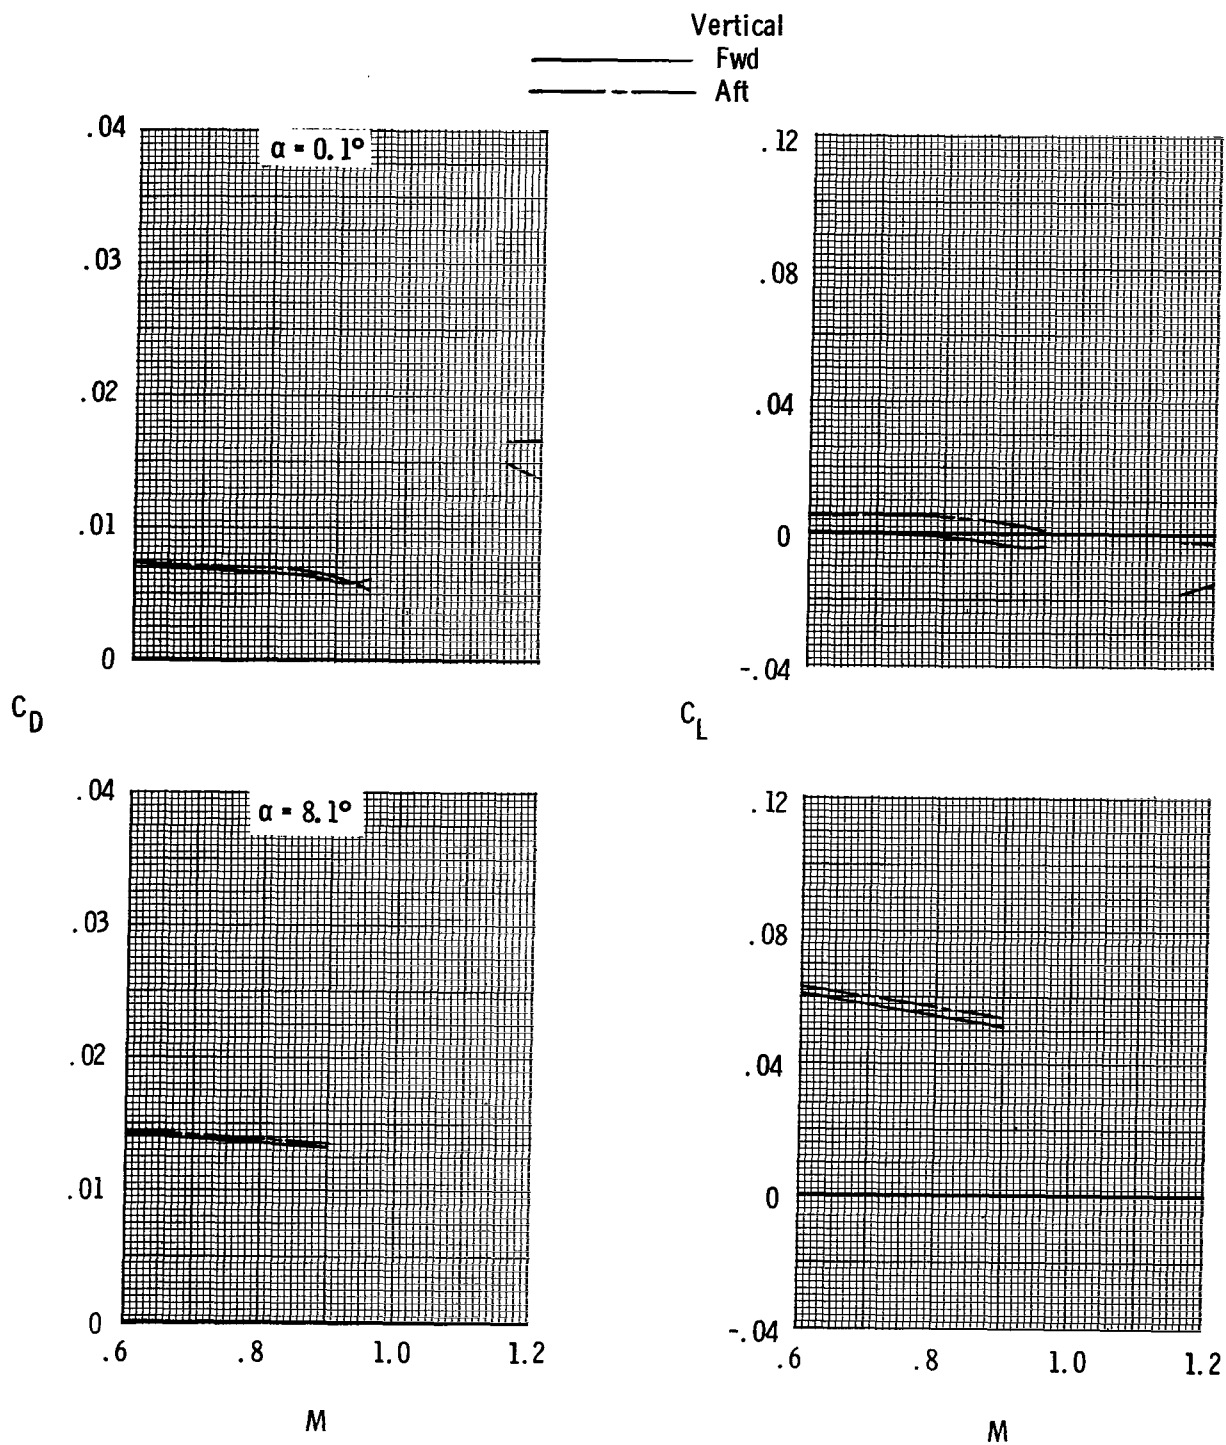 Vertical
Fwd
Aft
α = 0.1°
.04
.03
.02
.01
0
.12
.08
.04
0
-.04
C_D
C_L
α = 8.1°
.04
.03
.02
.01
0
.6 .8 1.0 1.2
M
.12
.08
.04
0
-.04
.6 .8 1.0 1.2
M